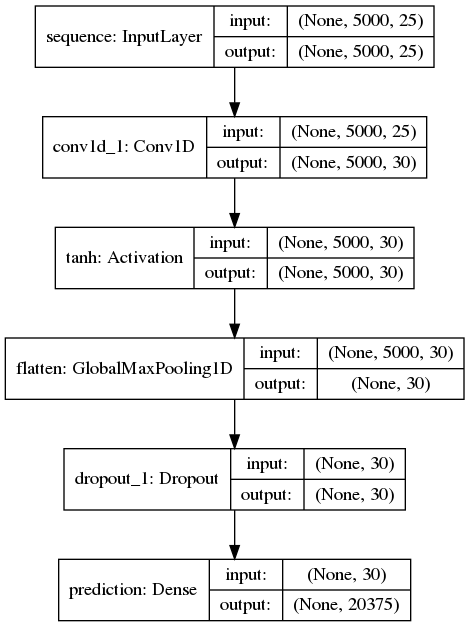 sequence: InputLayer
input: (None, 5000, 25)
output: (None, 5000, 25)
conv1d_1: Conv1D
input: (None, 5000, 25)
output: (None, 5000, 30)
tanh: Activation
input: (None, 5000, 30)
output: (None, 5000, 30)
flatten: GlobalMaxPooling1D
input: (None, 5000, 30)
output: (None, 30)
dropout_1: Dropout
input: (None, 30)
output: (None, 30)
prediction: Dense
input: (None, 30)
output: (None, 20375)